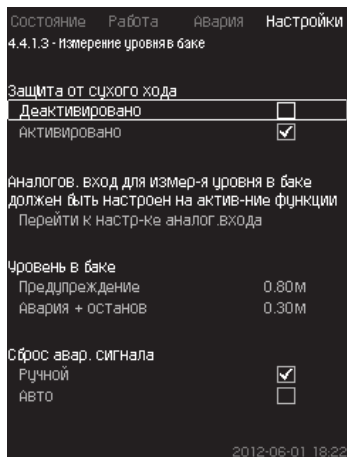 Состояние Работа Авария Настройки
4.4.1.3 - Измерение уровня в баке
Защита от сухого хода
Деактивировано
Активировано
Аналогов. вход для измер-я уровня в баке
должен быть настроен на актив-ние функции
Перейти к настр-ке аналог.входа
Уровень в баке
Предупреждение 0.80м
Авария + останов 0.30м
Сброс авар. сигнала
Ручной
Авто
2012-06-01 18:22